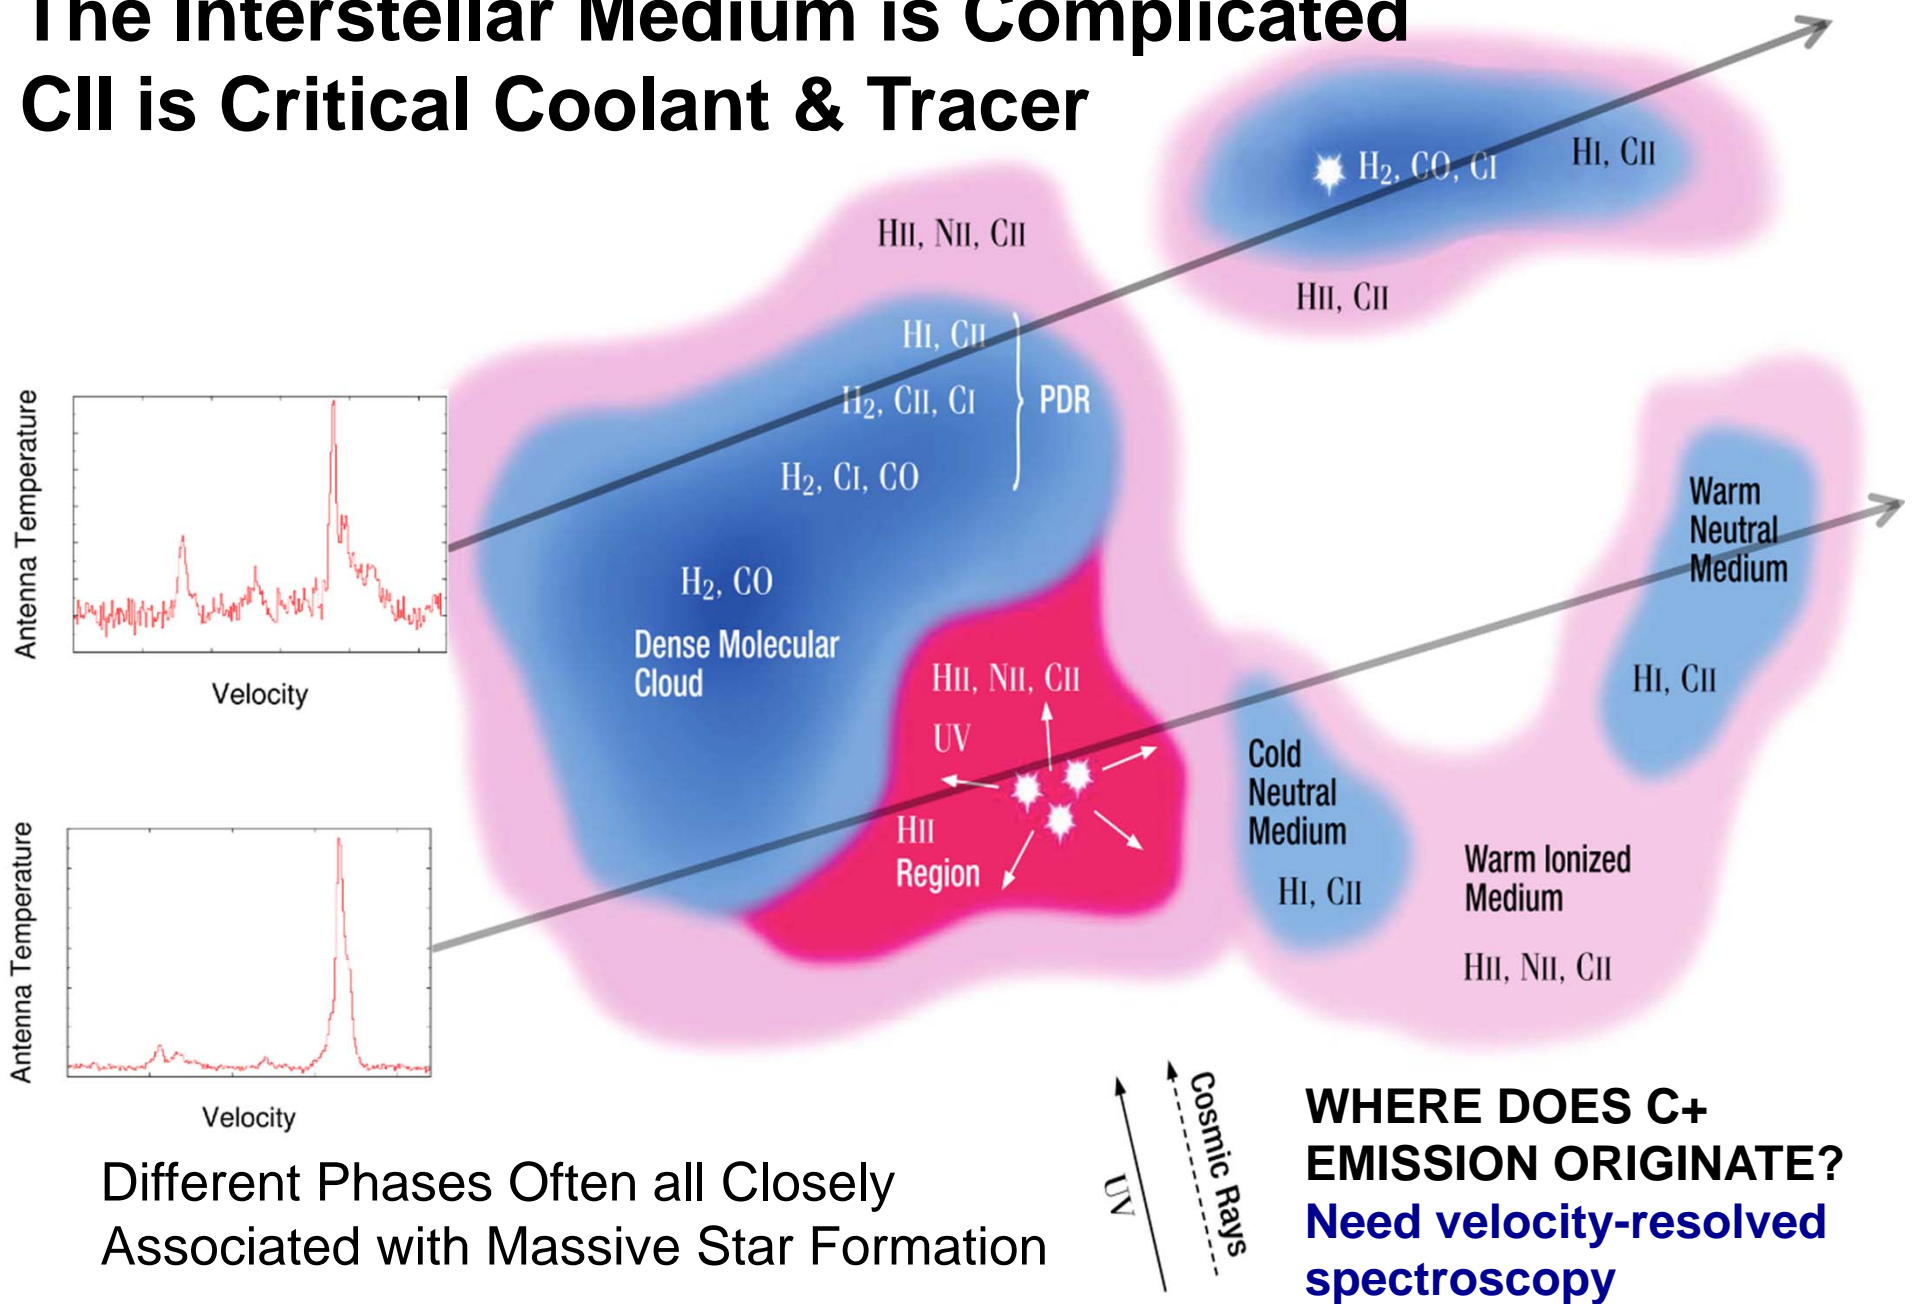 The Interstellar Medium is Complicated
CII is Critical Coolant & Tracer
H2, CO, CI
HI, CII
HII, CII
HII, NII, CII
HI, CII
H2, CII, CI
PDR
H2, CI, CO
H2, CO
Dense Molecular
Cloud
HII, NII, CII
UV
HII
Region
Cold
Neutral
Medium
HI, CII
Warm
Neutral
Medium
HI, CII
Warm Ionized
Medium
HII, NII, CII
Antenna Temperature
Velocity
Antenna Temperature
Velocity
UV
Cosmic Rays
Different Phases Often all Closely
Associated with Massive Star Formation
WHERE DOES C+
EMISSION ORIGINATE?
Need velocity-resolved
spectroscopy